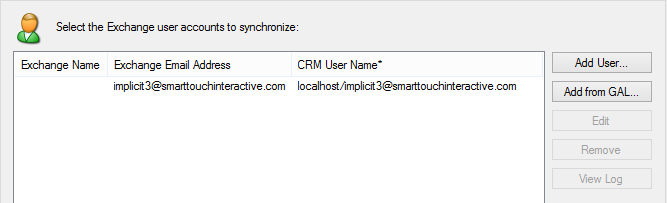 Select the Exchange user accounts to synchronize:
Exchange Name Exchange Email Address CRM User Name*
implicit3@smarttouchinteractive.com localhost/implicit3@smarttouchinteractive.com
Add User...
Add from GAL...
Edit
Remove
View Log